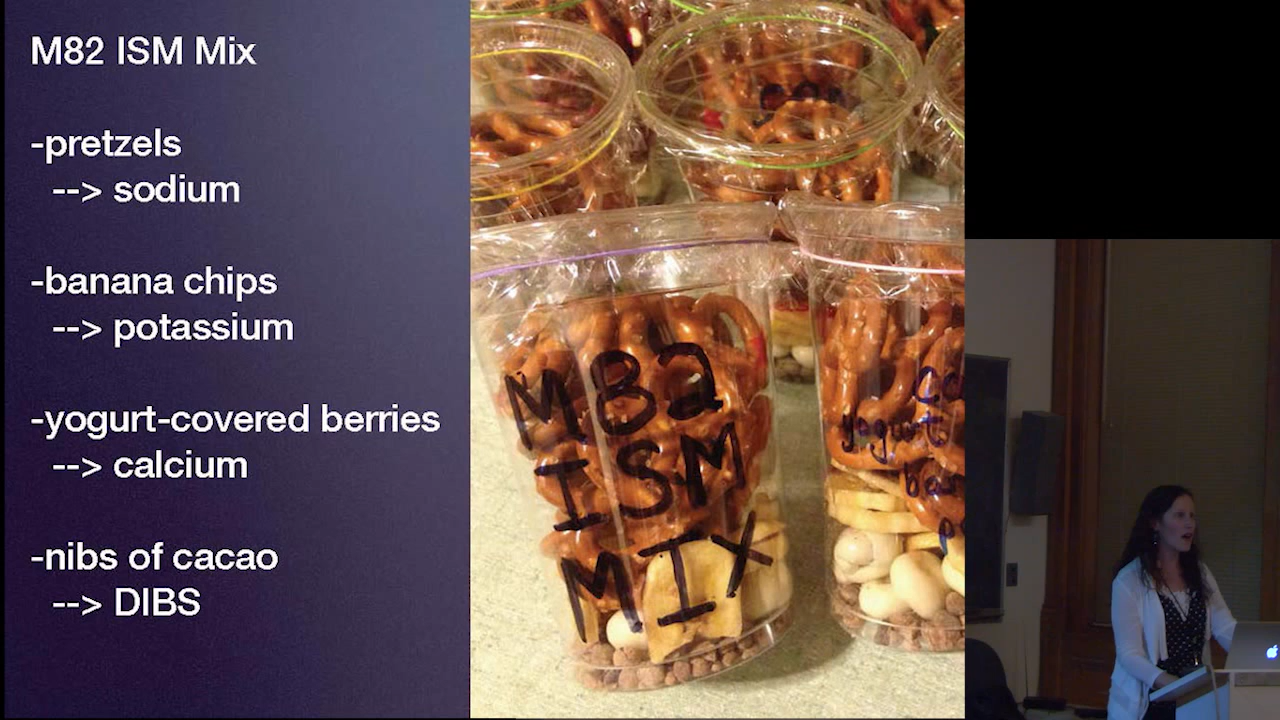 M82 ISM Mix
-pretzels
--> sodium
-banana chips
--> potassium
-yogurt-covered berries
--> calcium
-nibs of cacao
--> DIBS
M82
ISM
MIX
yogurt